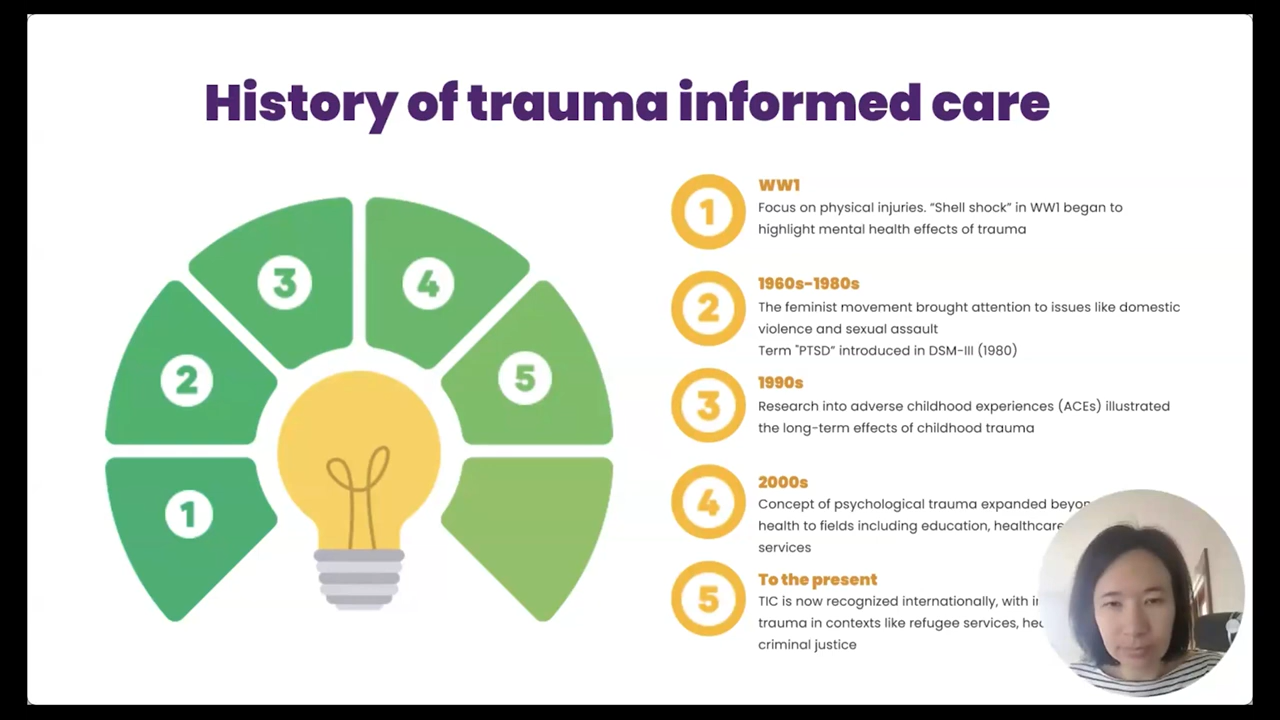 History of trauma informed care
1
WW1
Focus on physical injuries. “Shell shock” in WW1 began to
highlight mental health effects of trauma
2
1960s-1980s
The feminist movement brought attention to issues like domestic
violence and sexual assault
Term "PTSD” introduced in DSM-III (1980)
3
1990s
Research into adverse childhood experiences (ACEs) illustrated
the long-term effects of childhood trauma
4
2000s
Concept of psychological trauma expanded
health to fields including education, healthcare
services
5
To the present
TIC is now recognized internationally, with
trauma in contexts like refugee services,
criminal justice
1
2
3
4
5